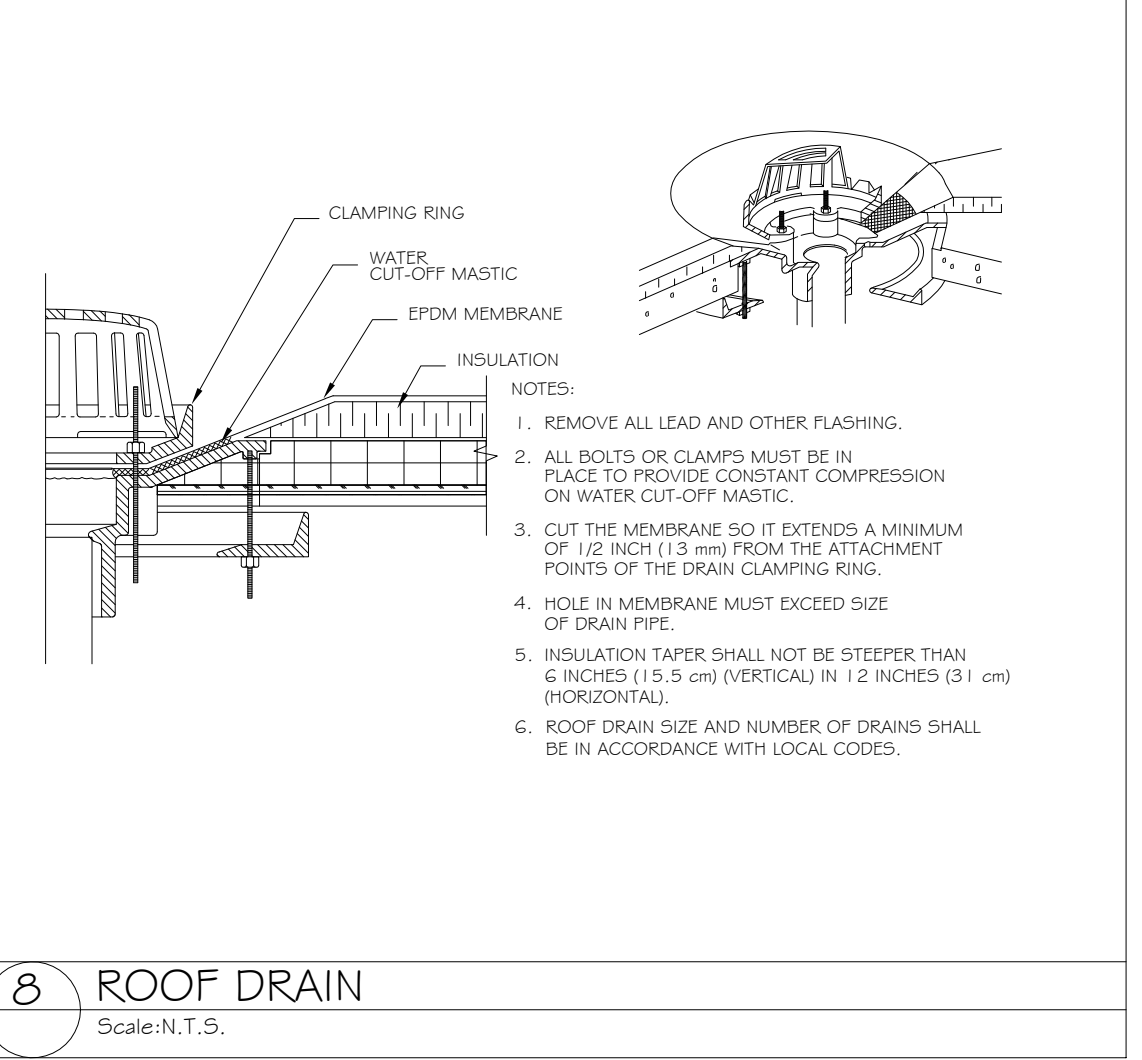 CLAMPING RING
WATER
CUT-OFF MASTIC
EPDM MEMBRANE
INSULATION
NOTES:
1. REMOVE ALL LEAD AND OTHER FLASHING.
2. ALL BOLTS OR CLAMPS MUST BE IN
PLACE TO PROVIDE CONSTANT COMPRESSION
ON WATER CUT-OFF MASTIC.
3. CUT THE MEMBRANE SO IT EXTENDS A MINIMUM
OF 1/2 INCH (13 mm) FROM THE ATTACHMENT
POINTS OF THE DRAIN CLAMPING RING.
4. HOLE IN MEMBRANE MUST EXCEED SIZE
OF DRAIN PIPE.
5. INSULATION TAPER SHALL NOT BE STEEPER THAN
6 INCHES (15.5 cm) (VERTICAL) IN 12 INCHES (31 cm)
(HORIZONTAL).
6. ROOF DRAIN SIZE AND NUMBER OF DRAINS SHALL
BE IN ACCORDANCE WITH LOCAL CODES.
8 ROOF DRAIN
Scale:N.T.S.